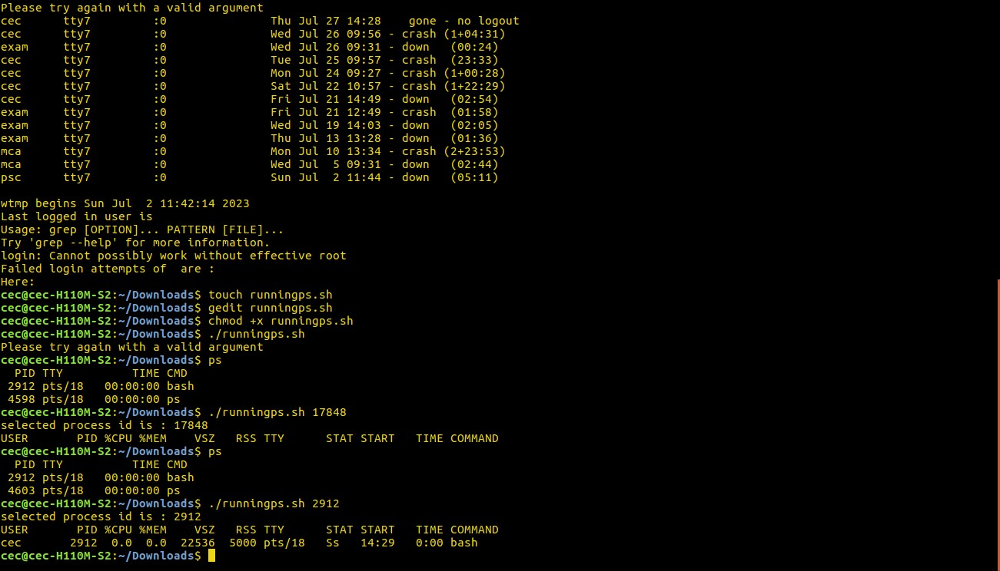 Please try again with a valid argument
cec      tty7         :0               Thu Jul 27 14:28    gone - no logout
cec      tty7         :0               Wed Jul 26 09:56 - crash (1+04:31)
exam     tty7         :0               Wed Jul 26 09:31 - down   (00:24)
cec      tty7         :0               Tue Jul 25 09:57 - crash  (23:33)
cec      tty7         :0               Mon Jul 24 09:27 - crash (1+00:28)
cec      tty7         :0               Sat Jul 22 10:57 - crash (1+22:29)
cec      tty7         :0               Fri Jul 21 14:49 - down   (02:54)
exam     tty7         :0               Fri Jul 21 12:49 - crash  (01:58)
exam     tty7         :0               Wed Jul 19 14:03 - down   (02:05)
exam     tty7         :0               Thu Jul 13 13:28 - down   (01:36)
mca      tty7         :0               Mon Jul 10 13:34 - crash (2+23:53)
mca      tty7         :0               Wed Jul  5 09:31 - down   (02:44)
psc      tty7         :0               Sun Jul  2 11:44 - down   (05:11)

wtmp begins Sun Jul  2 11:42:14 2023
Last logged in user is
Usage: grep [OPTION]... PATTERN [FILE]...
Try 'grep --help' for more information.
login: Cannot possibly work without effective root
Failed login attempts of  are :
Here:
cec@cec-H110M-S2:~/Downloads$ touch runningps.sh
cec@cec-H110M-S2:~/Downloads$ gedit runningps.sh
cec@cec-H110M-S2:~/Downloads$ chmod +x runningps.sh
cec@cec-H110M-S2:~/Downloads$ ./runningps.sh
Please try again with a valid argument
cec@cec-H110M-S2:~/Downloads$ ps
  PID TTY          TIME CMD
 2912 pts/18   00:00:00 bash
 4598 pts/18   00:00:00 ps
cec@cec-H110M-S2:~/Downloads$ ./runningps.sh 17848
selected process id is : 17848
USER       PID %CPU %MEM    VSZ   RSS TTY      STAT START   TIME COMMAND
cec@cec-H110M-S2:~/Downloads$ ps
  PID TTY          TIME CMD
 2912 pts/18   00:00:00 bash
 4603 pts/18   00:00:00 ps
cec@cec-H110M-S2:~/Downloads$ ./runningps.sh 2912
selected process id is : 2912
USER       PID %CPU %MEM    VSZ   RSS TTY      STAT START   TIME COMMAND
cec       2912  0.0  0.0  22536  5000 pts/18   Ss   14:29   0:00 bash
cec@cec-H110M-S2:~/Downloads$